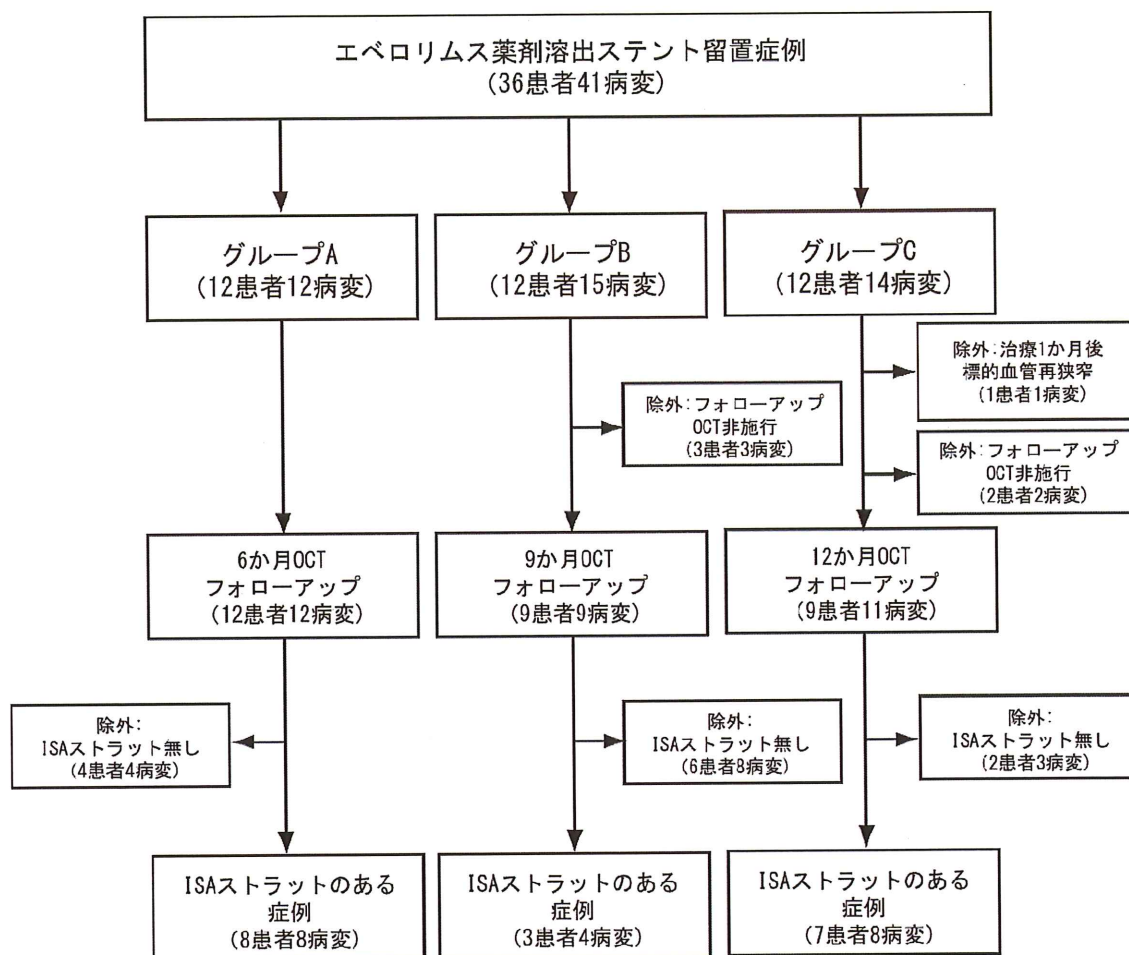 エベロリムス薬剤溶出ステント留置症例
(36患者41病変)
グループA
(12患者12病変)
グループB
(12患者15病変)
グループC
(12患者14病変)
除外:治療1か月後
標的血管再狭窄
(1患者1病変)
除外:フォローアップ
OCT非施行
(3患者3病変)
除外:フォローアップ
OCT非施行
(2患者2病変)
6か月OCT
フォローアップ
(12患者12病変)
9か月OCT
フォローアップ
(9患者9病変)
12か月OCT
フォローアップ
(9患者11病変)
除外:
ISAストラット無し
(4患者4病変)
除外:
ISAストラット無し
(6患者8病変)
除外:
ISAストラット無し
(2患者3病変)
ISAストラットのある
症例
(8患者8病変)
ISAストラットのある
症例
(3患者4病変)
ISAストラットのある
症例
(7患者8病変)